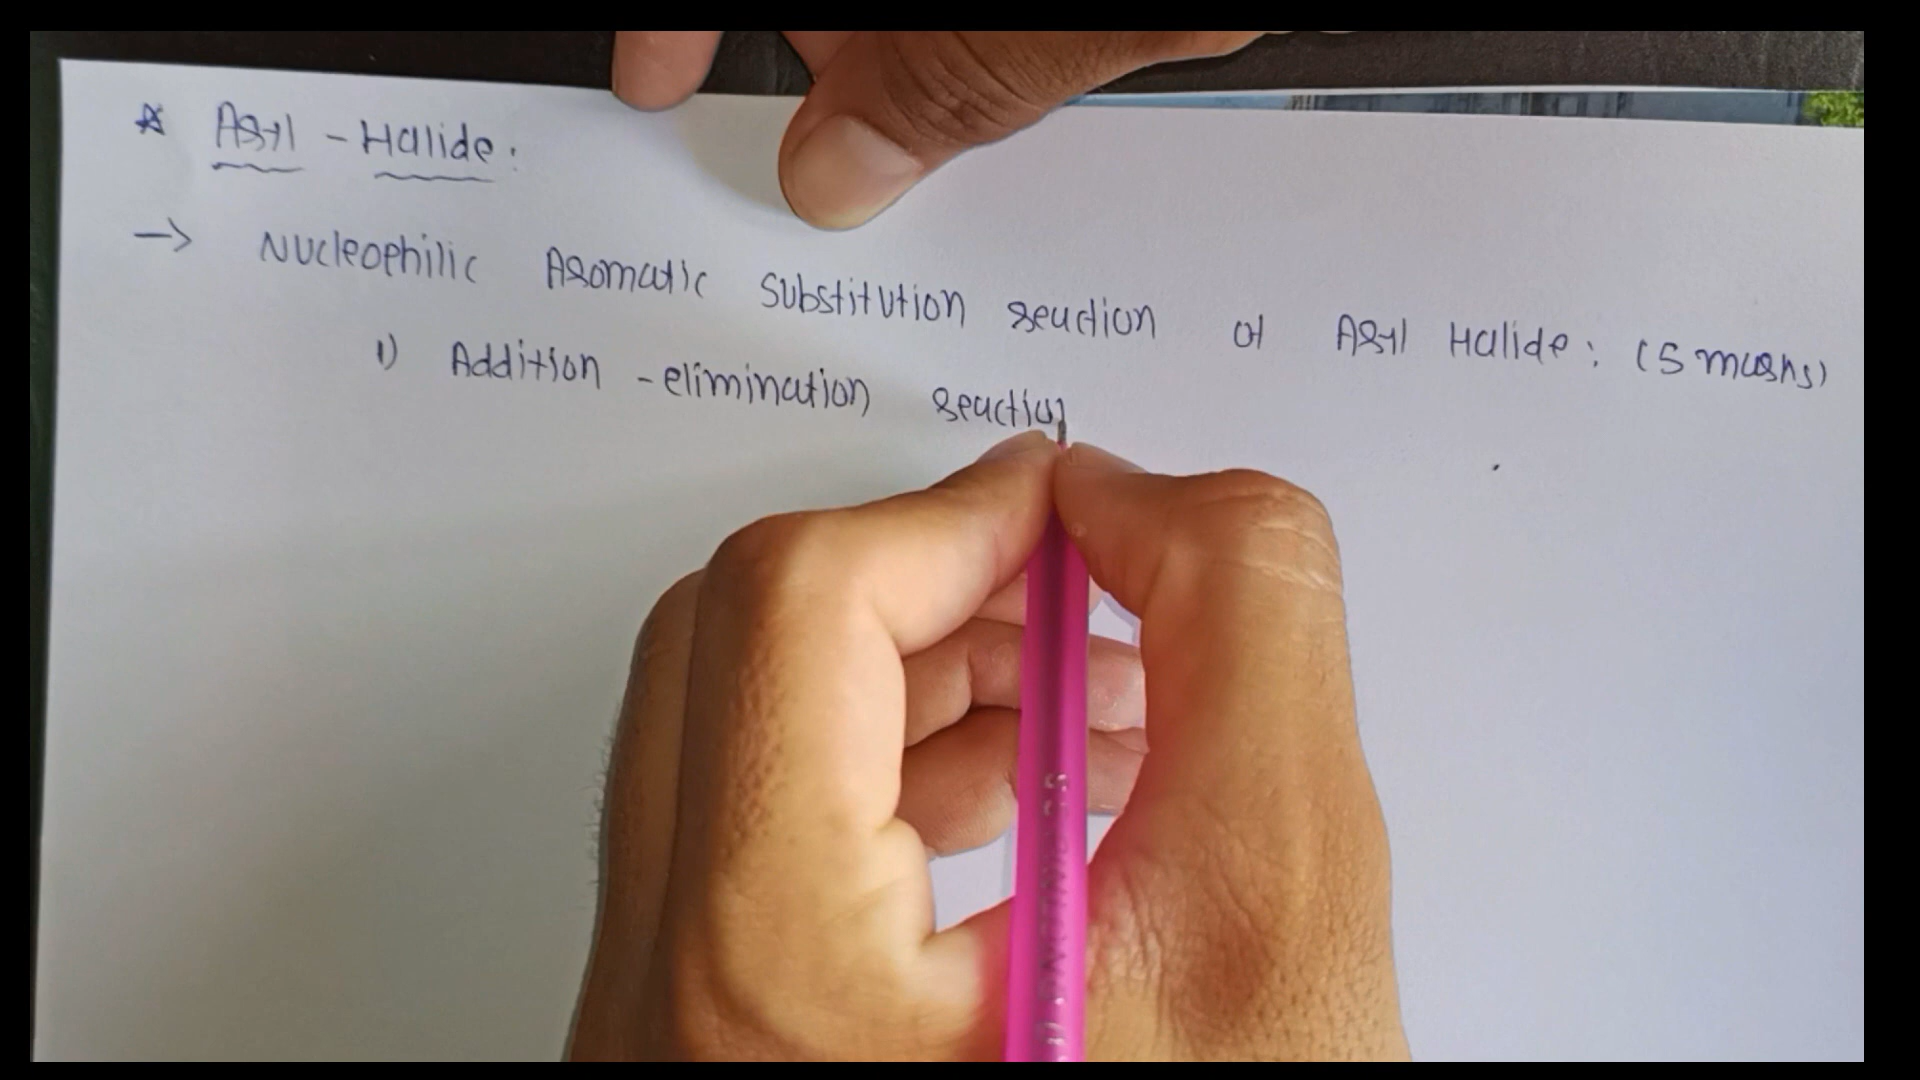 Aryl - Halide:
→ Nucleophilic Aromatic Substitution reaction of Aryl Halide: (5 marks)
1) Addition - elimination reaction